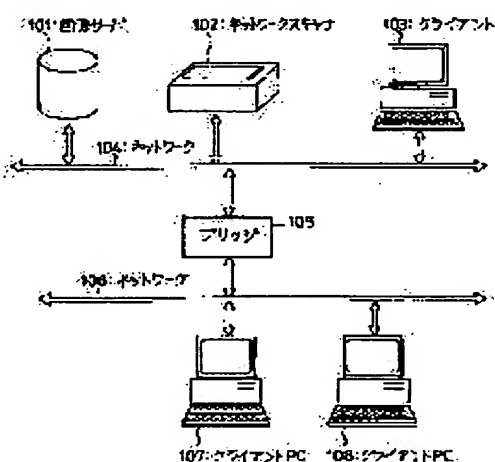 101:画像サーバ
102:ネットワークスキャナ
103:クライアント
104:ネットワーク
ブリッジ
105
106:ネットワーク
107:クライアントPC
108:クライアントPC